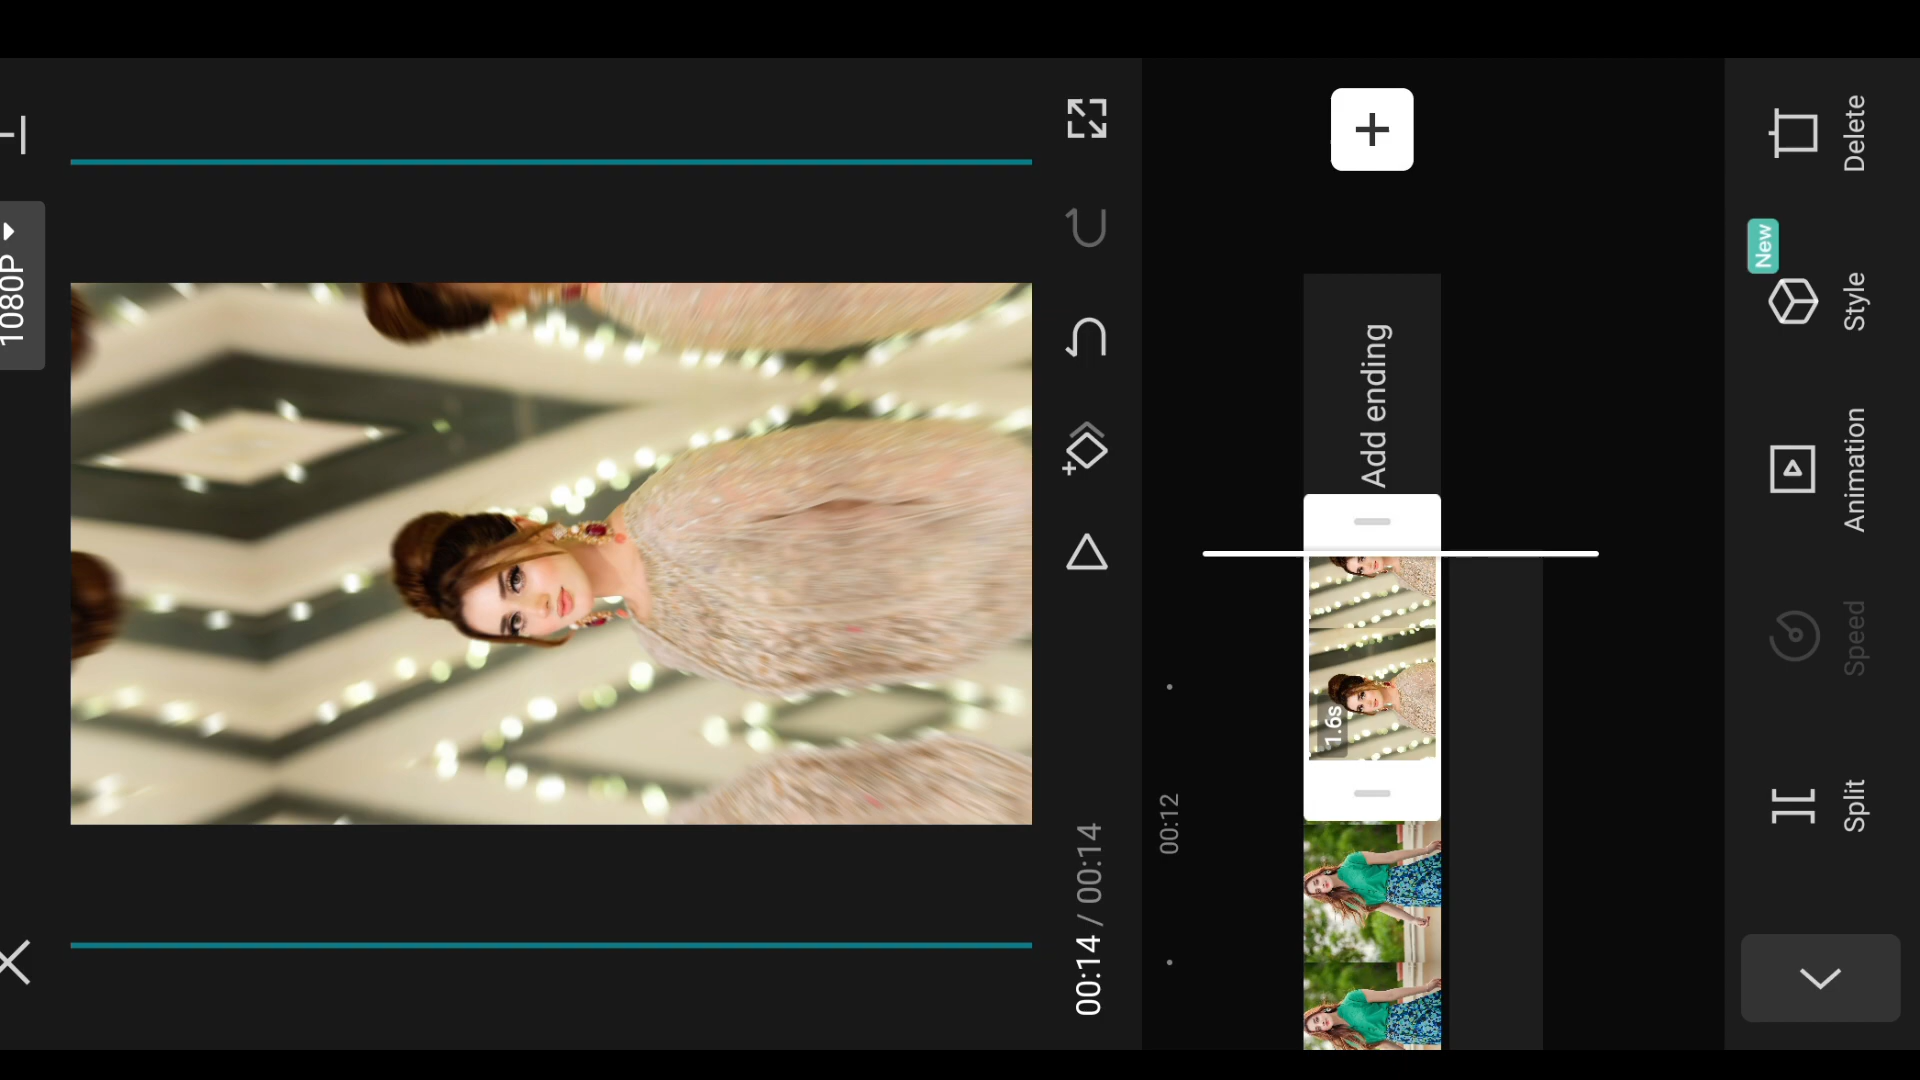 1080P
00:14 / 00:14
00:12
Add ending
1.6s
Split
Speed
Animation
New
Style
Delete